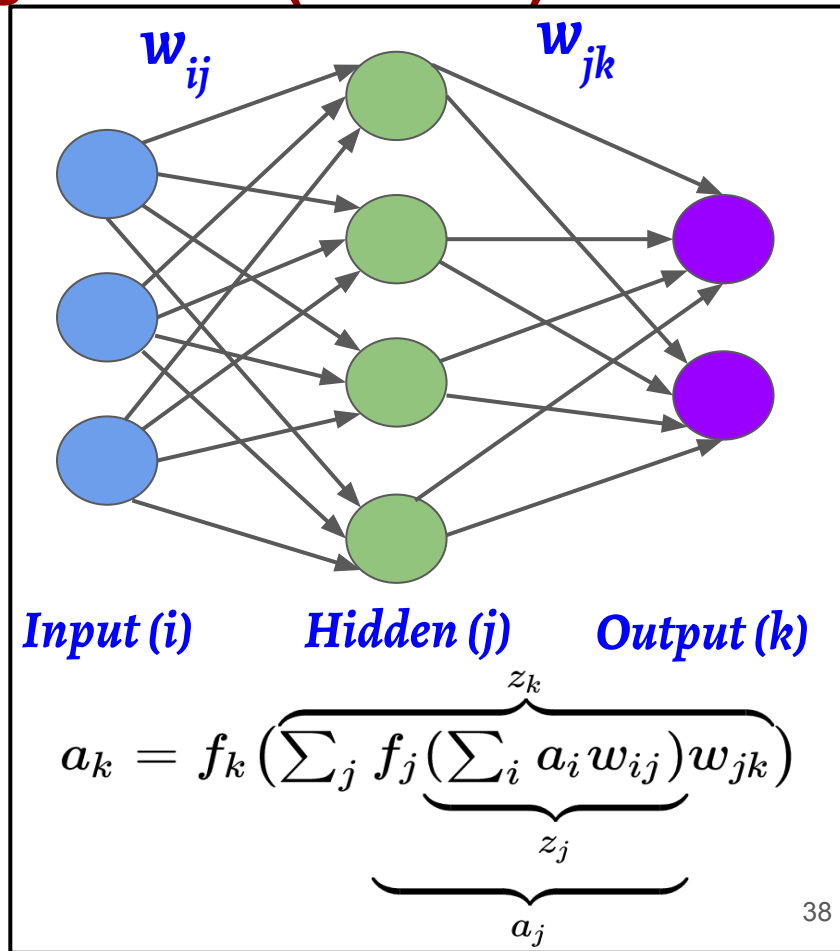 w_ij w_jk
Input (i) Hidden (j) Output (k)
z_k
a_k = f_k(∑_j f_j(∑_i a_i w_ij)w_jk)
z_j
a_j
38